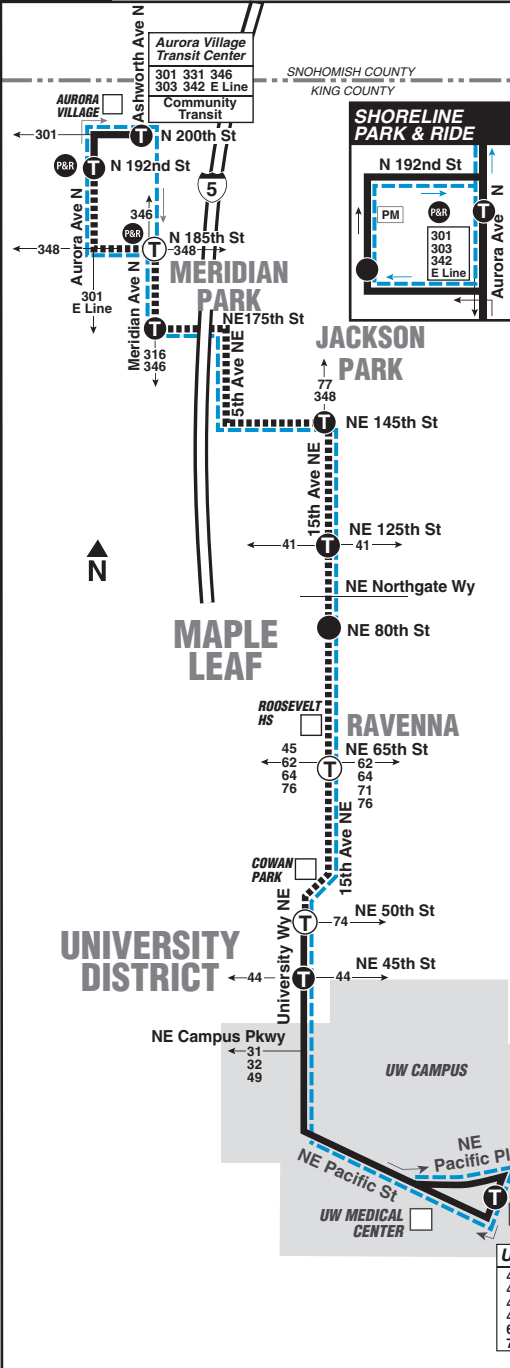 Aurora Village
Transit Center
301 331 346
303 342 E Line
Community
Transit
SNOHOMISH COUNTY
KING COUNTY
AURORA
VILLAGE
Ashworth Ave N
301
T
N 200th St
P&R
T
N 192nd St
Aurora Ave N
5
346
P&R
N 185th St
348
T
348
301
E Line
MERIDIAN
PARK
Meridian Ave N
T
NE175th St
316
346
5th Ave NE
SHORELINE
PARK & RIDE
N 192nd St
PM
P&R
T
301
303
342
E Line
Aurora Ave N
JACKSON
PARK
77
348
T
NE 145th St
15th Ave NE
NE 125th St
41
T
41
N
NE Northgate Wy
MAPLE
LEAF
NE 80th St
ROOSEVELT
HS
RAVENNA
NE 65th St
45
62
64
76
T
62
64
71
76
15th Ave NE
COWAN
PARK
University Wy NE
T
74
NE 50th St
UNIVERSITY
DISTRICT
NE 45th St
44
T
44
NE Campus Pkwy
31
32
49
UW CAMPUS
NE
Pacific Pl
NE Pacific St
T
UW MEDICAL
CENTER